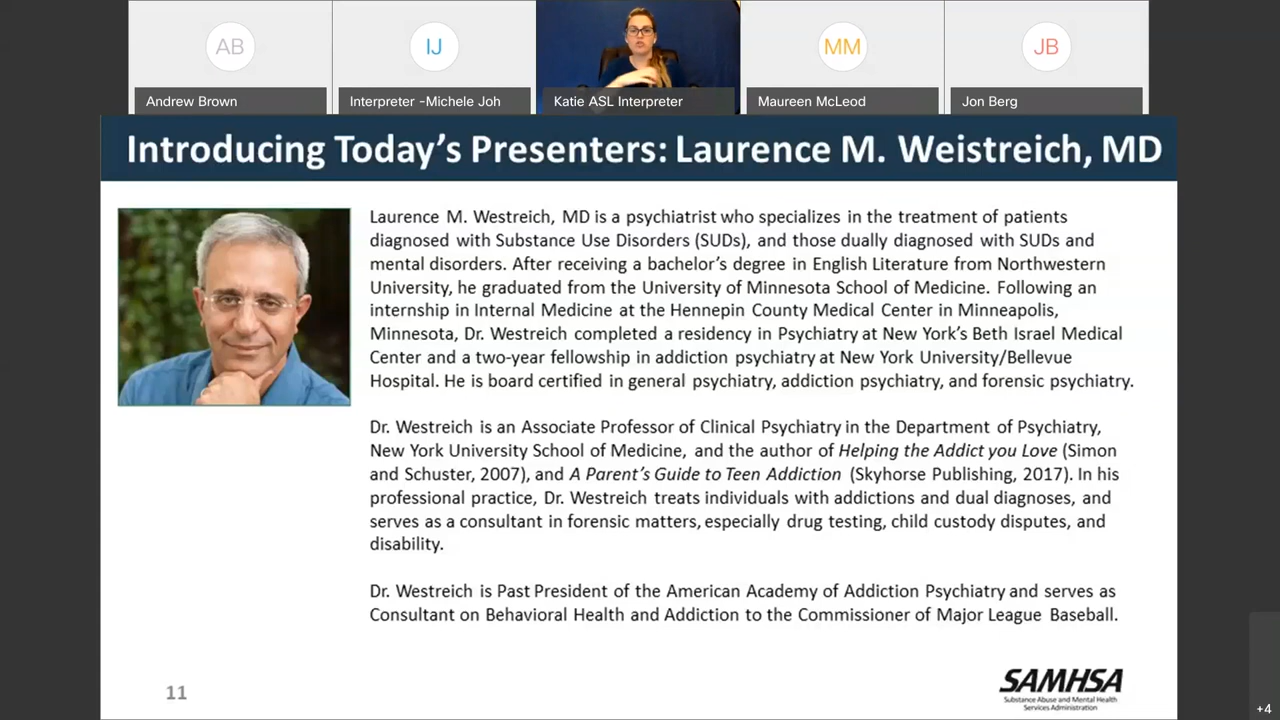 AB
IJ
MM
JB
Andrew Brown
Interpreter -Michele Joh
Katie ASL Interpreter
Maureen McLeod
Jon Berg
Introducing Today's Presenters: Laurence M. Weistreich, MD
Laurence M. Westreich, MD is a psychiatrist who specializes in the treatment of patients
diagnosed with Substance Use Disorders (SUDs), and those dually diagnosed with SUDs and
mental disorders. After receiving a bachelor's degree in English Literature from Northwestern
University, he graduated from the University of Minnesota School of Medicine. Following an
internship in Internal Medicine at the Hennepin County Medical Center in Minneapolis,
Minnesota, Dr. Westreich completed a residency in Psychiatry at New York's Beth Israel Medical
Center and a two-year fellowship in addiction psychiatry at New York University/Bellevue
Hospital. He is board certified in general psychiatry, addiction psychiatry, and forensic psychiatry.
Dr. Westreich is an Associate Professor of Clinical Psychiatry in the Department of Psychiatry,
New York University School of Medicine, and the author of Helping the Addict you Love (Simon
and Schuster, 2007), and A Parent's Guide to Teen Addiction (Skyhorse Publishing, 2017). In his
professional practice, Dr. Westreich treats individuals with addictions and dual diagnoses, and
serves as a consultant in forensic matters, especially drug testing, child custody disputes, and
disability.
Dr. Westreich is Past President of the American Academy of Addiction Psychiatry and serves as
Consultant on Behavioral Health and Addiction to the Commissioner of Major League Baseball.
11
SAMHSA
Substance Abuse and Mental Health
Services Administration
+4